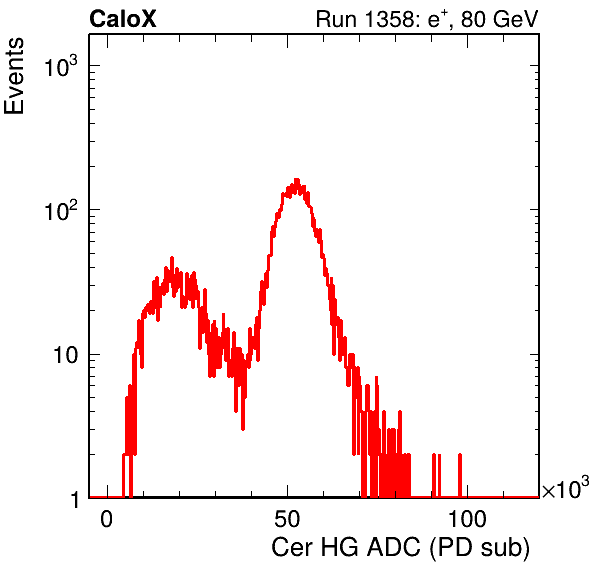 CaloX Run 1358: e⁺, 80 GeV
Events
10³
10²
10
1
0 50 100 ×10³
Cer HG ADC (PD sub)